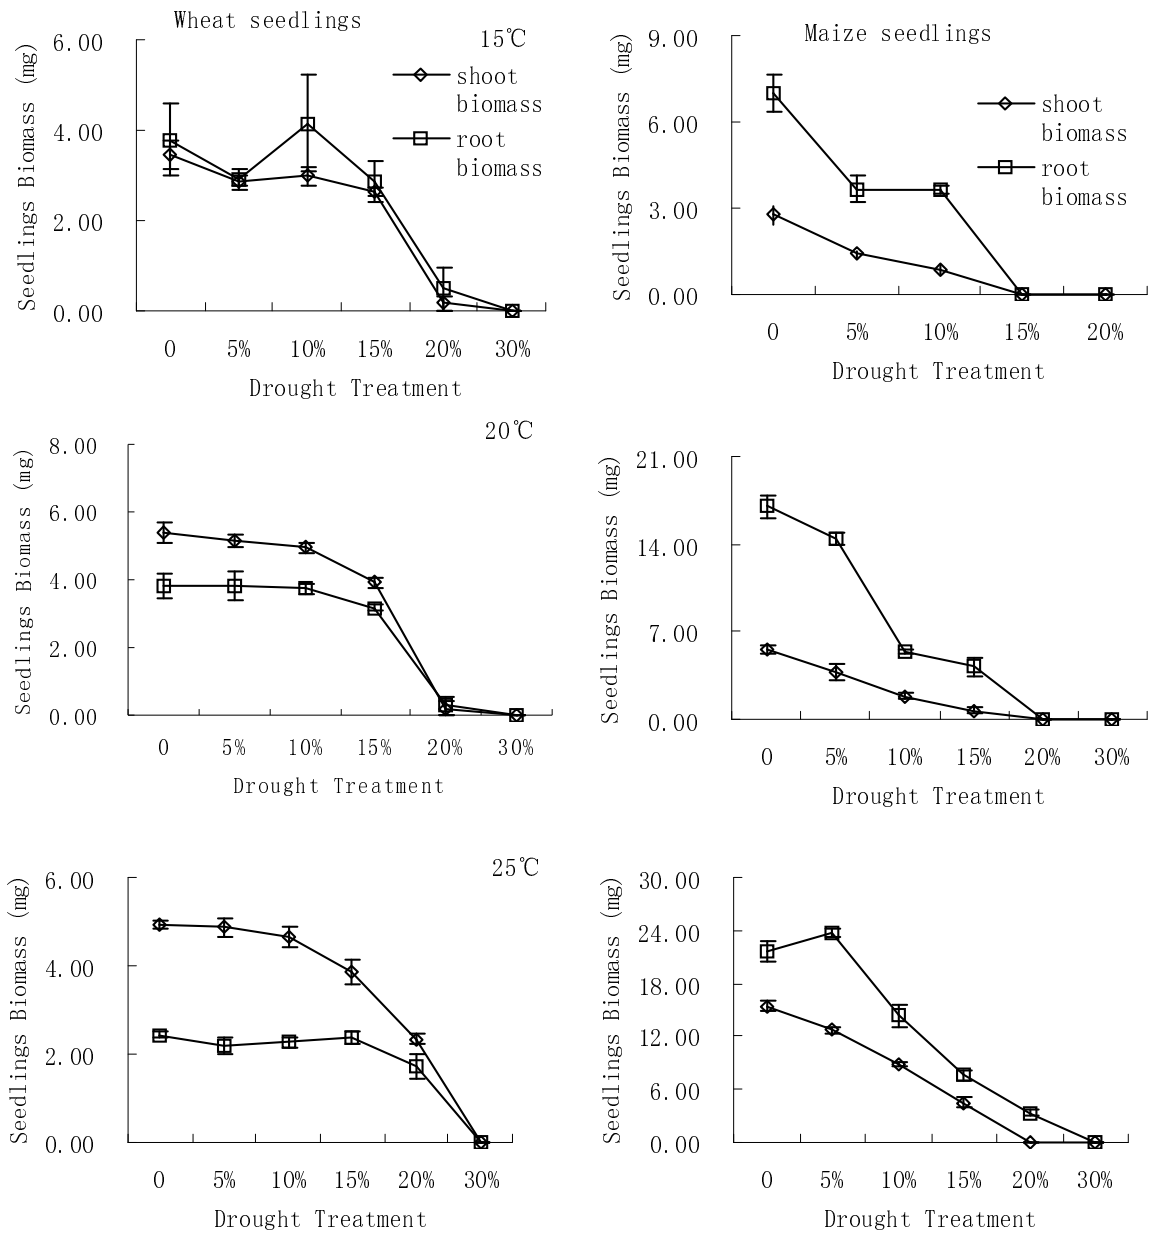 Wheat seedlings
15℃
Seedlings Biomass (mg)
6.00
4.00
2.00
0.00
shoot
biomass
root
biomass
0 5% 10% 15% 20% 30%
Drought Treatment
Maize seedlings
Seedlings Biomass (mg)
9.00
6.00
3.00
0.00
shoot
biomass
root
biomass
0 5% 10% 15% 20%
Drought Treatment
20℃
Seedlings Biomass (mg)
8.00
6.00
4.00
2.00
0.00
0 5% 10% 15% 20% 30%
Drought Treatment
Seedlings Biomass (mg)
21.00
14.00
7.00
0.00
0 5% 10% 15% 20% 30%
Drought Treatment
25℃
Seedlings Biomass (mg)
6.00
4.00
2.00
0.00
0 5% 10% 15% 20% 30%
Drought Treatment
Seedlings Biomass (mg)
30.00
24.00
18.00
12.00
6.00
0.00
0 5% 10% 15% 20% 30%
Drought Treatment